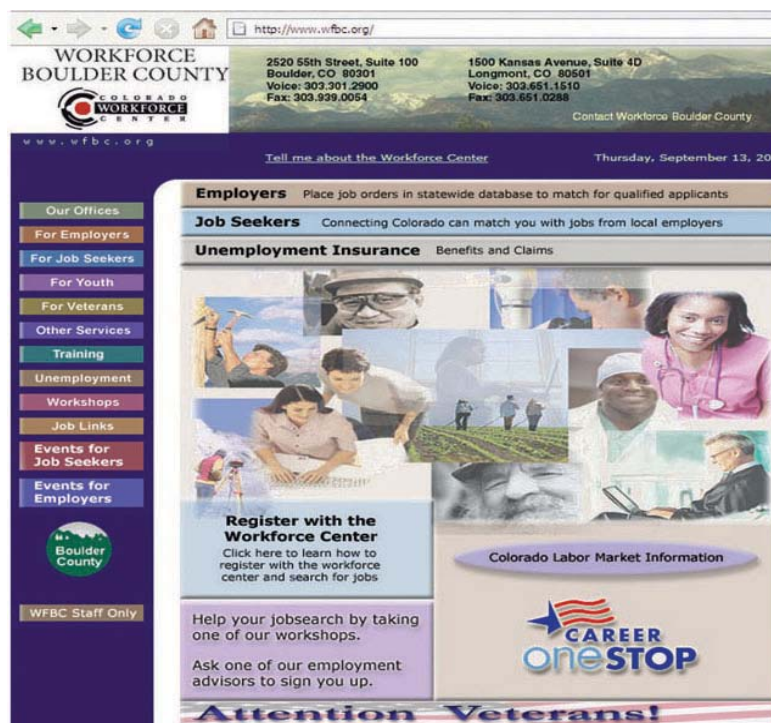 http://www.wfbc.org/
WORKFORCE
BOULDER COUNTY
COLORADO
WORKFORCE
CENTER
www.wfbc.org
2520 55th Street, Suite 100
Boulder, CO 80301
Voice: 303.301.2900
Fax: 303.939.0054
1500 Kansas Avenue, Suite 4D
Longmont, CO 80501
Voice: 303.651.1510
Fax: 303.651.0288
Contact Workforce Boulder County
Tell me about the Workforce Center
Thursday, September 13, 20
Our Offices
For Employers
For Job Seekers
For Youth
For Veterans
Other Services
Training
Unemployment
Workshops
Job Links
Events for
Job Seekers
Events for
Employers
Boulder
County
WFBC Staff Only
Employers Place job orders in statewide database to match for qualified applicants
Job Seekers Connecting Colorado can match you with jobs from local employers
Unemployment Insurance Benefits and Claims
Register with the
Workforce Center
Click here to learn how to
register with the workforce
center and search for jobs
Colorado Labor Market Information
Help your jobsearch by taking
one of our workshops.
Ask one of our employment
advisors to sign you up.
CAREER
oneSTOP
Attention Veterans!